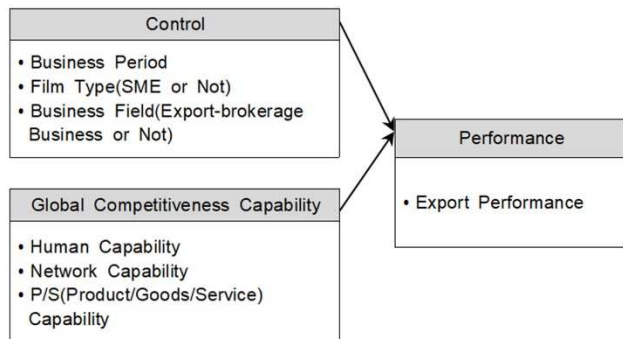 Control
• Business Period
• Film Type(SME or Not)
• Business Field(Export-brokerage
Business or Not)
Global Competitiveness Capability
• Human Capability
• Network Capability
• P/S(Product/Goods/Service)
Capability
Performance
• Export Performance